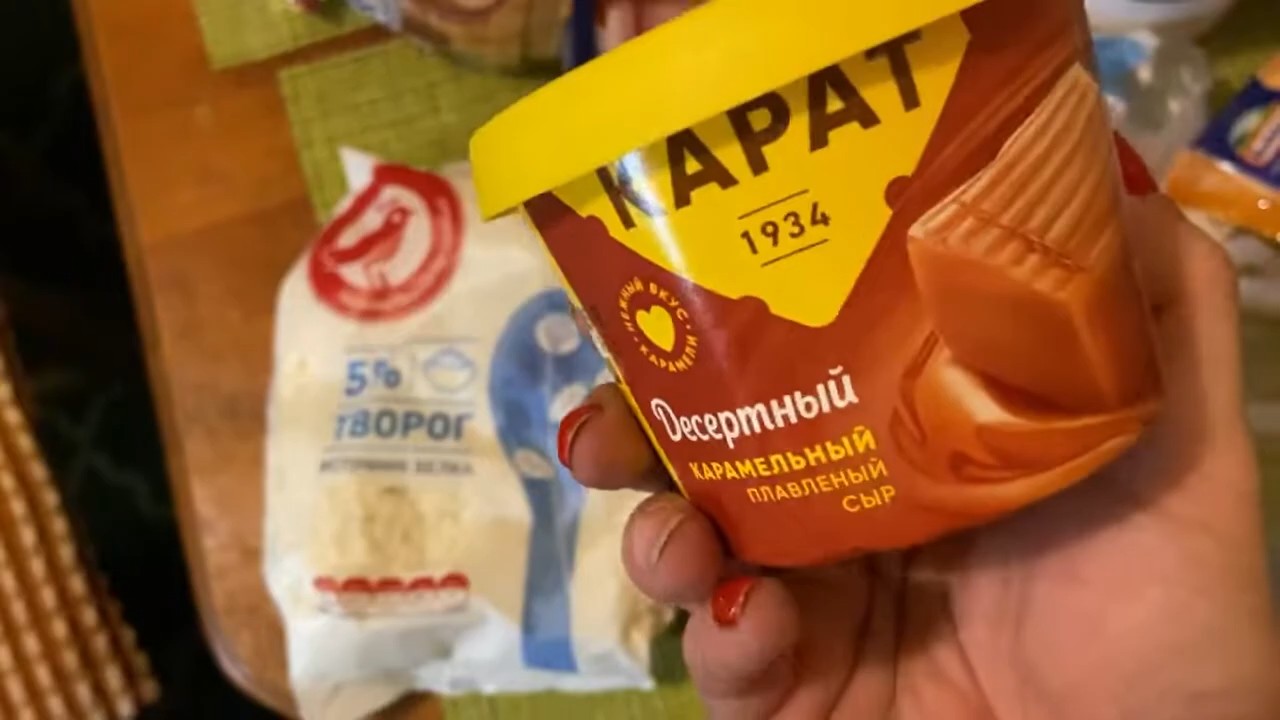 КАРАТ
1934
НЕЖНЫЙ ВКУС • КАРАМЕЛИ •
Десертный
КАРАМЕЛЬНЫЙ
ПЛАВЛЕНЫЙ
СЫР
5%
ТВОРОГ
ИСТОЧНИК БЕЛКА